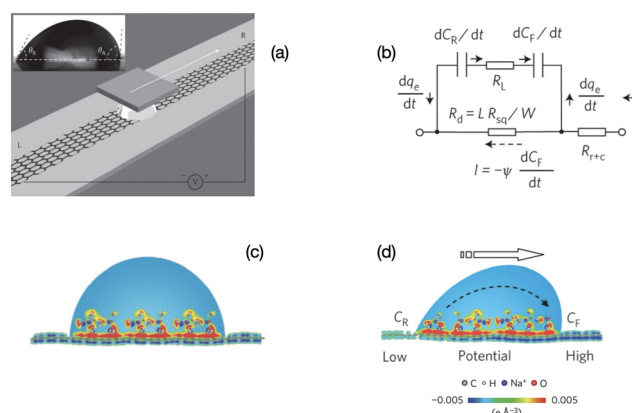 θR
θA
R
(a)
L
− V +
(b)
dCR/dt
dCF/dt
RL
dqe
dt
dqe
dt
Rd = L Rsq/W
Rr+c
I = −ψ dCF
dt
(c)
(d)
CR
CF
Low
Potential
High
C H Na⁺ O
−0.005
0.005
(e Å⁻³)